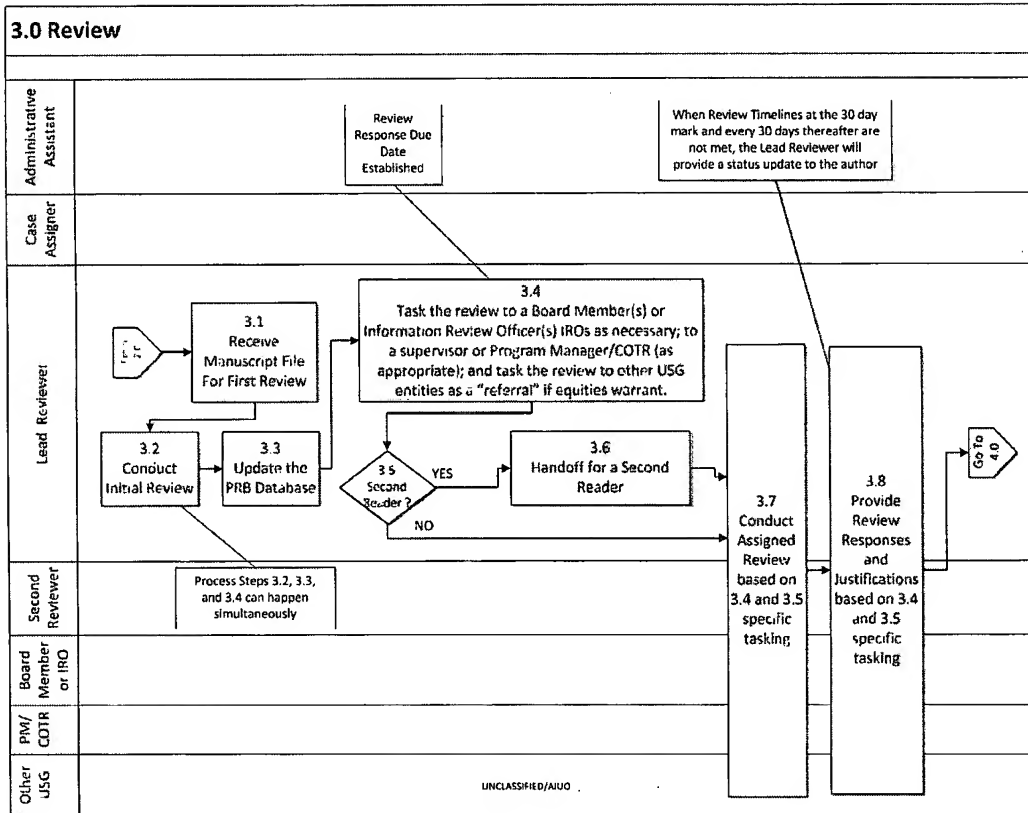 3.0 Review
Administrative
Assistant
Review
Response Due
Date
Established
When Review Timelines at the 30 day
mark and every 30 days thereafter are
not met, the Lead Reviewer will
provide a status update to the author
Case
Assigner
Lead Reviewer
3.1
Receive
Manuscript File
For First Review
3.4
Task the review to a Board Member(s) or
Information Review Officer(s) IROs as necessary; to
a supervisor or Program Manager/COTR (as
appropriate); and task the review to other USG
entities as a "referral" if equities warrant.
3.2
Conduct
Initial Review
3.3
Update the
PRB Database
3.5
Second
Reader ?
YES
NO
3.6
Handoff for a Second
Reader
3.7
Conduct
Assigned
Review
based on
3.4 and 3.5
specific
tasking
3.8
Provide
Review
Responses
and
Justifications
based on 3.4
and 3.5
specific
tasking
Go To
4.0
Second
Reviewer
Process Steps 3.2, 3.3,
and 3.4 can happen
simultaneously
Board
Member
or IRO
PM/
COTR
Other
USG
UNCLASSIFIED/AIUO